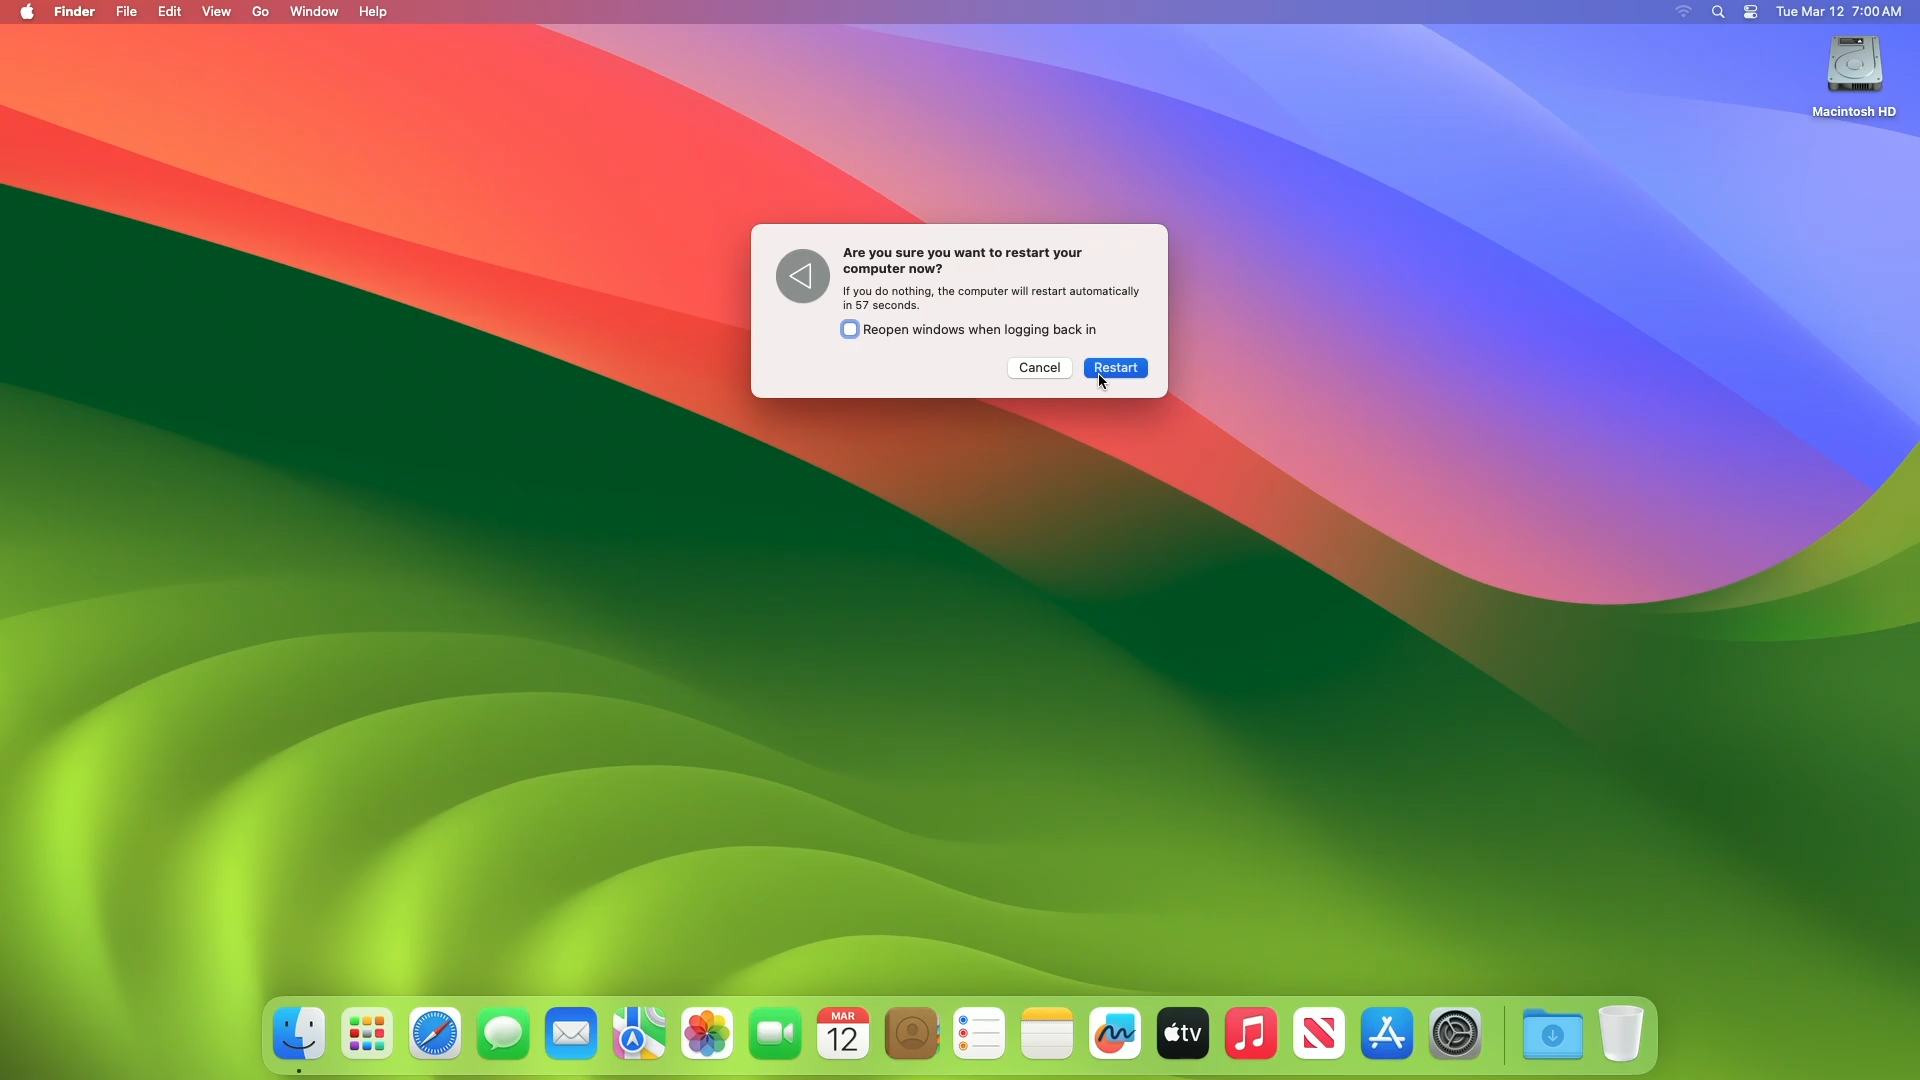 Finder File Edit View Go Window Help Tue Mar 12 7:00 AM
Macintosh HD
Are you sure you want to restart your
computer now?
If you do nothing, the computer will restart automatically
in 57 seconds.
Reopen windows when logging back in
Cancel Restart
MAR
12
tv